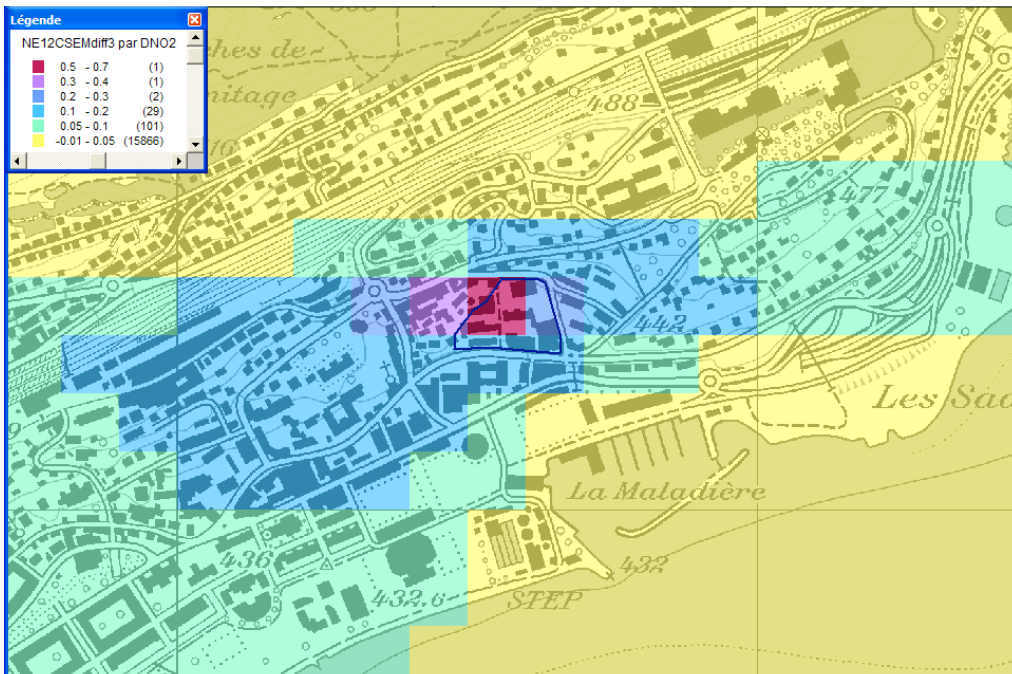 Légende
NE12CSEMdiff3 par DNO2
0.5 - 0.7 (1)
0.3 - 0.4 (1)
0.2 - 0.3 (2)
0.1 - 0.2 (29)
0.05 - 0.1 (101)
-0.01 - 0.05 (15866)
ches de-
mitage
488
477
442
Les Sac
La Maladière
436
432
432.6
STEP